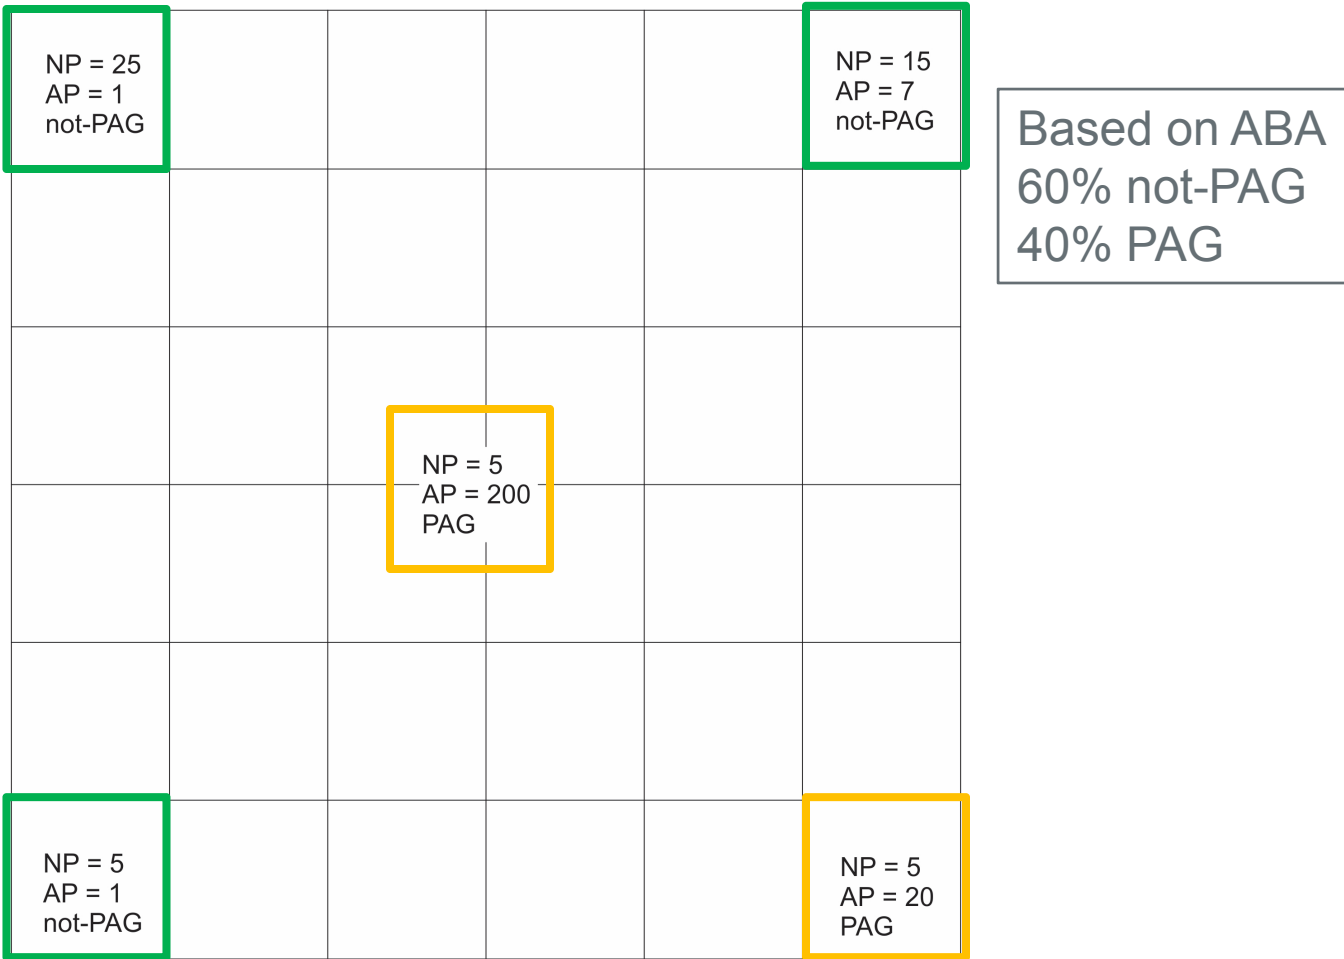 NP = 25
AP = 1
not-PAG
NP = 15
AP = 7
not-PAG
Based on ABA
60% not-PAG
40% PAG
NP = 5
AP = 200
PAG
NP = 5
AP = 1
not-PAG
NP = 5
AP = 20
PAG